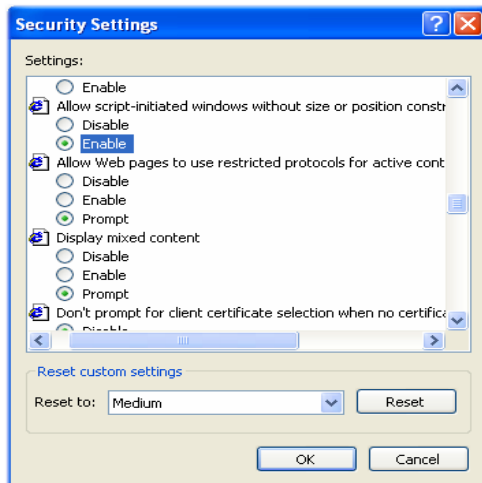 Security Settings
Settings:
Enable
Allow script-initiated windows without size or position constr
Disable
Enable
Allow Web pages to use restricted protocols for active cont
Disable
Enable
Prompt
Display mixed content
Disable
Enable
Prompt
Don't prompt for client certificate selection when no certifica
Disable
Reset custom settings
Reset to: Medium Reset
OK Cancel